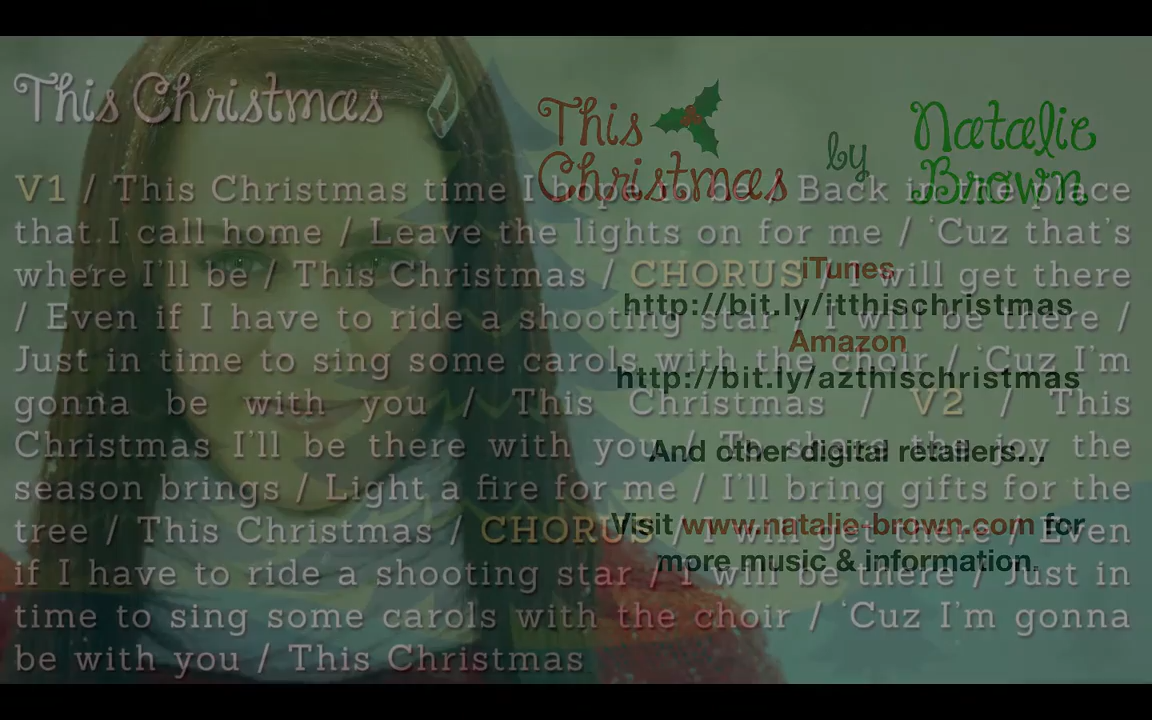 This Christmas
V1 / This Christmas time I hope to be / Back in the place
that I call home / Leave the lights on for me / ‘Cuz that’s
where I’ll be / This Christmas / CHORUS / I will get there
/ Even if I have to ride a shooting star / I will be there /
Just in time to sing some carols with the choir / ‘Cuz I’m
gonna be with you / This Christmas / V2 / This
Christmas I’ll be there with you / To share the joy the
season brings / Light a fire for me / I’ll bring gifts for the
tree / This Christmas / CHORUS / I will get there / Even
if I have to ride a shooting star / I will be there / Just in
time to sing some carols with the choir / ‘Cuz I’m gonna
be with you / This Christmas
This
Christmas
by
Natalie
Brown
iTunes
http://bit.ly/itthischristmas
Amazon
http://bit.ly/azthischristmas
And other digital retailers...
Visit www.natalie-brown.com for
more music & information.